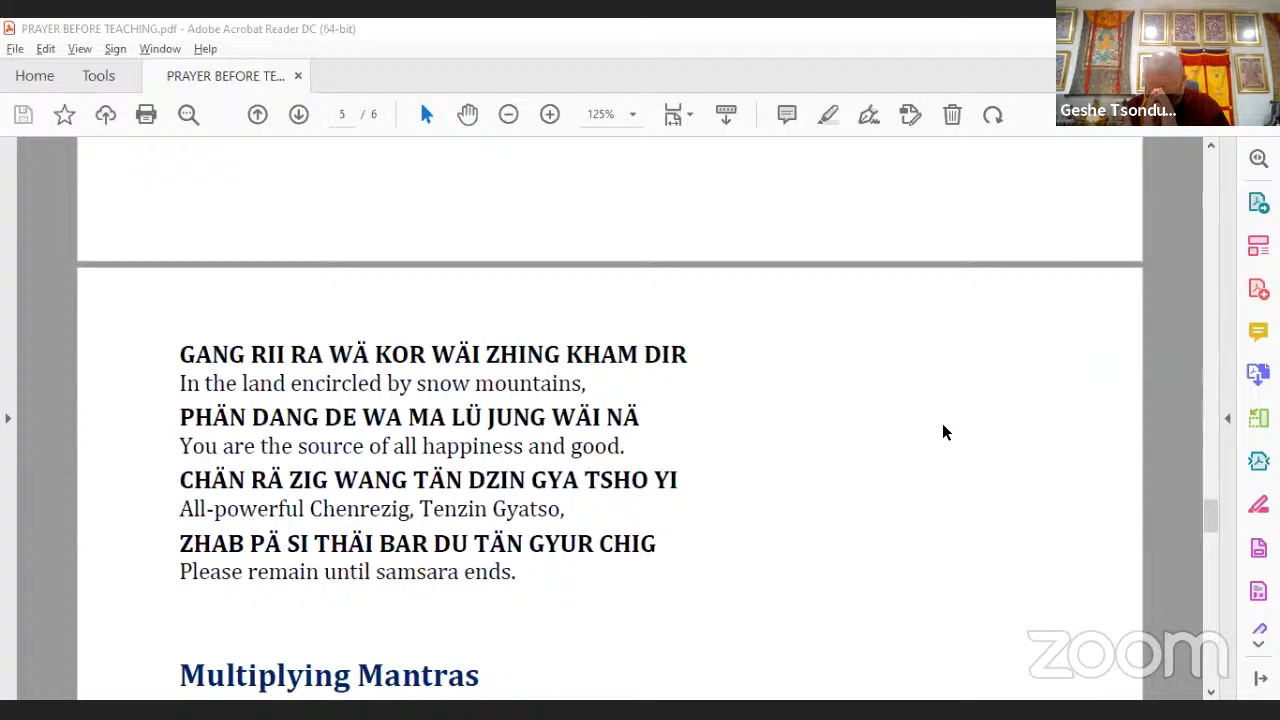 PRAYER BEFORE TEACHING.pdf - Adobe Acrobat Reader DC (64-bit)
File Edit View Sign Window Help
Home Tools PRAYER BEFORE TE... ×
5 / 6 125%
Geshe Tsondu...
GANG RII RA WÄ KOR WÄI ZHING KHAM DIR
In the land encircled by snow mountains,
PHÄN DANG DE WA MA LÜ JUNG WÄI NÄ
You are the source of all happiness and good.
CHÄN RÄ ZIG WANG TÄN DZIN GYA TSHO YI
All-powerful Chenrezig, Tenzin Gyatso,
ZHAB PÄ SI THÄI BAR DU TÄN GYUR CHIG
Please remain until samsara ends.
Multiplying Mantras
zoom